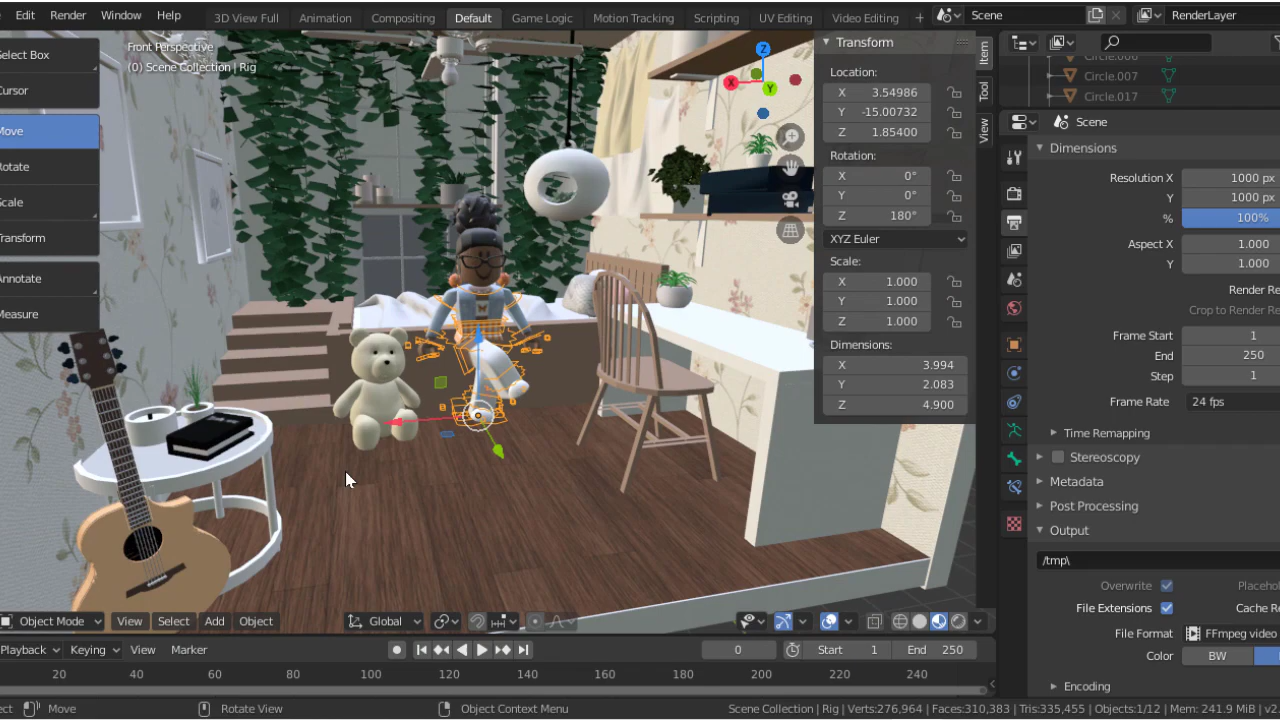 Edit Render Window Help 3D View Full Animation Compositing Default Game Logic Motion Tracking Scripting UV Editing Video Editing + Scene RenderLayer
Front Perspective
(0) Scene Collection | Rig
Select Box
Cursor
Move
Rotate
Scale
Transform
Annotate
Measure
Z
X
Y
Transform
Location:
X 3.54986
Y -15.00732
Z 1.85400
Rotation:
X 0°
Y 0°
Z 180°
XYZ Euler
Scale:
X 1.000
Y 1.000
Z 1.000
Dimensions:
X 3.994
Y 2.083
Z 4.900
Item
Tool
View
Circle.006
Circle.007
Circle.017
Scene
Dimensions
Resolution X 1000 px
Y 1000 px
% 100%
Aspect X 1.000
Y 1.000
Render Re
Crop to Render Re
Frame Start 1
End 250
Step 1
Frame Rate 24 fps
Time Remapping
Stereoscopy
Metadata
Post Processing
Output
/tmp\
Overwrite Placehol
File Extensions Cache Re
File Format FFmpeg video
Color BW
Encoding
Object Mode View Select Add Object Global
Playback Keying View Marker 0 Start 1 End 250
20 40 60 80 100 120 140 160 180 200 220 240
ect Move Rotate View Object Context Menu Scene Collection | Rig | Verts:276,964 | Faces:310,383 | Tris:335,455 | Objects:1/12 | Mem: 241.9 MiB | v2.